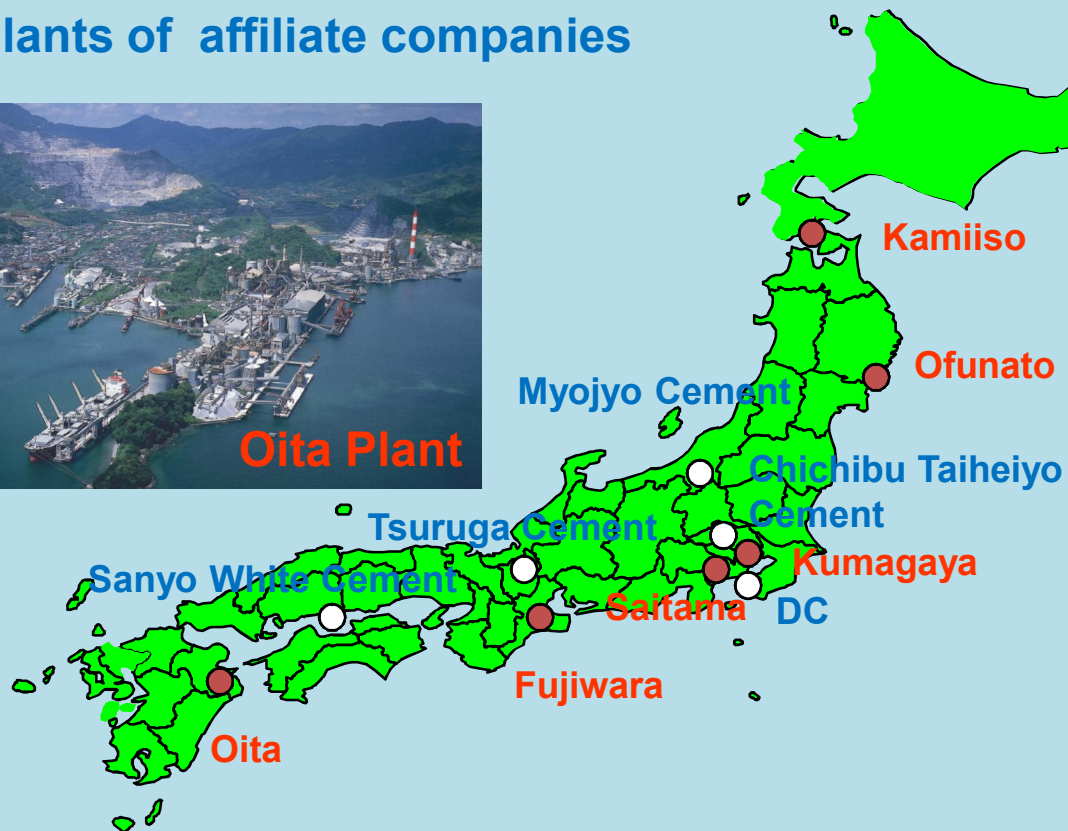 lants of affiliate companies
Kamiiso
Ofunato
Myojyo Cement
Oita Plant
Chichibu Taiheiyo
Cement
Tsuruga Cement
Kumagaya
Sanyo White Cement
Saitama
DC
Fujiwara
Oita